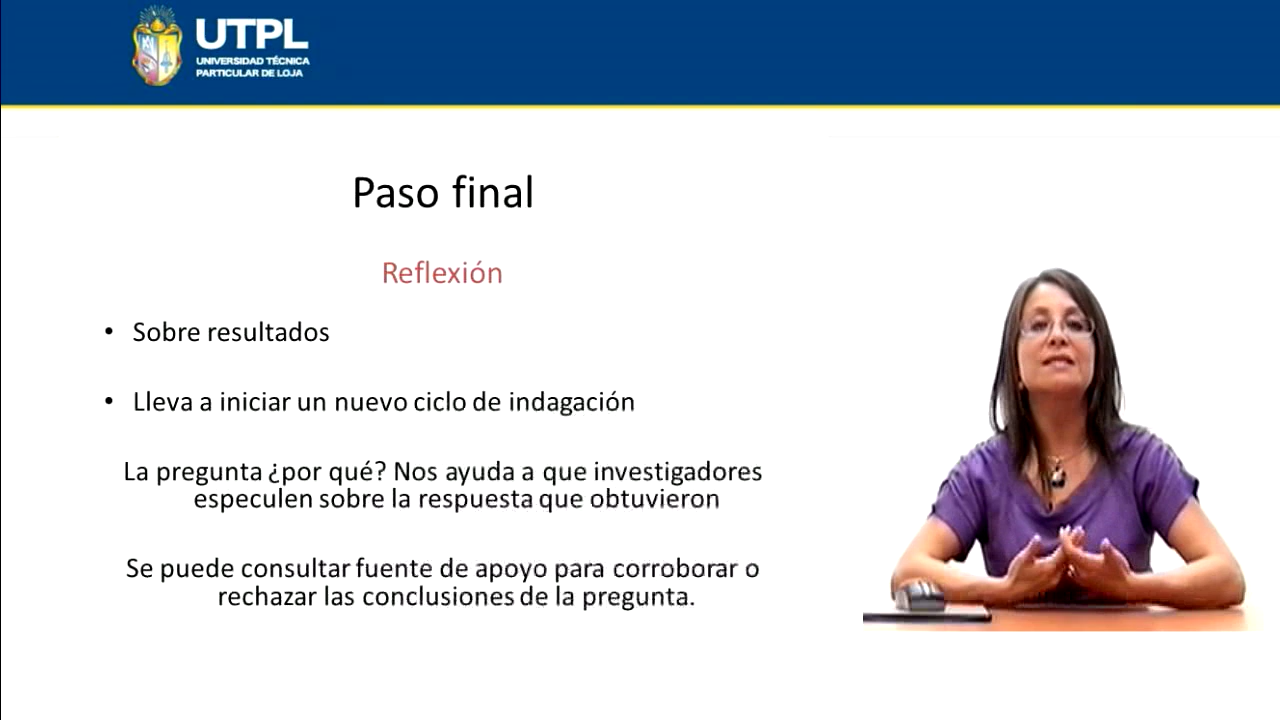 UTPL
UNIVERSIDAD TÉCNICA
PARTICULAR DE LOJA
Paso final
Reflexión
• Sobre resultados
• Lleva a iniciar un nuevo ciclo de indagación
La pregunta ¿por qué? Nos ayuda a que investigadores
especulen sobre la respuesta que obtuvieron
Se puede consultar fuente de apoyo para corroborar o
rechazar las conclusiones de la pregunta.